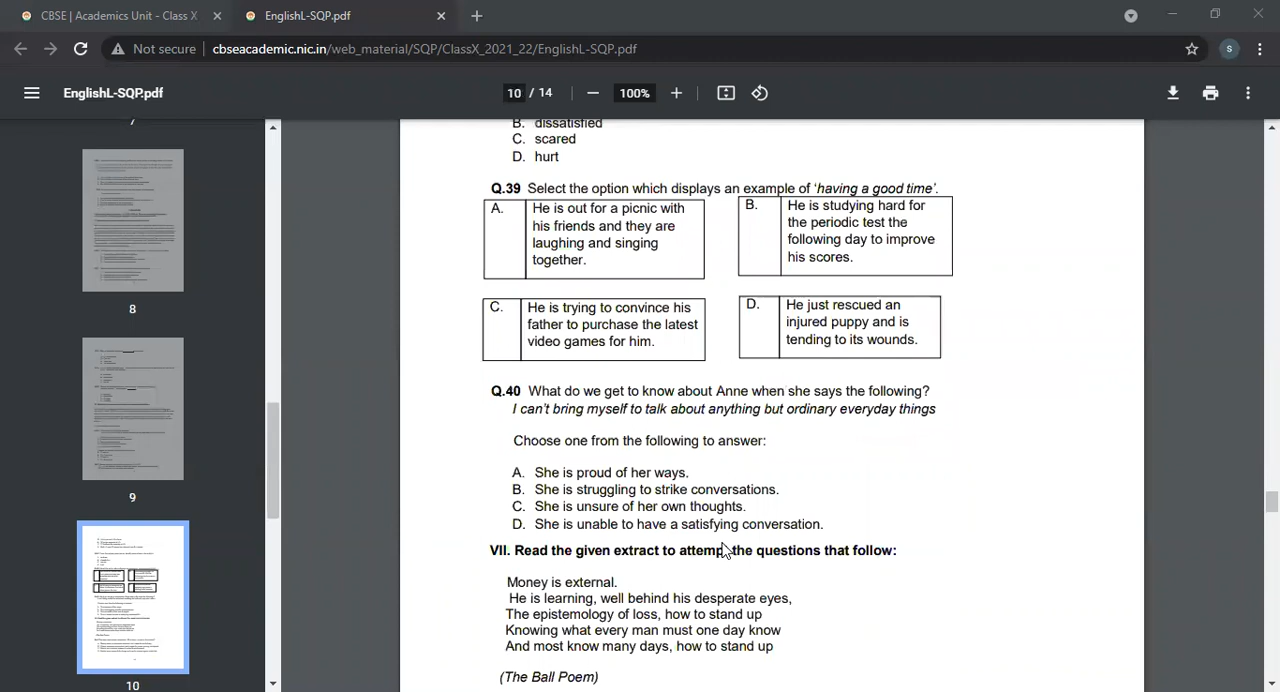 CBSE | Academics Unit - Class X
EnglishL-SQP.pdf
Not secure
cbseacademic.nic.in/web_material/SQP/ClassX_2021_22/EnglishL-SQP.pdf
S
EnglishL-SQP.pdf
10 / 14
100%
7
8
9
10
B. dissatisfied
C. scared
D. hurt
Q.39 Select the option which displays an example of 'having a good time'.
A. He is out for a picnic with
his friends and they are
laughing and singing
together.
B. He is studying hard for
the periodic test the
following day to improve
his scores.
C. He is trying to convince his
father to purchase the latest
video games for him.
D. He just rescued an
injured puppy and is
tending to its wounds.
Q.40 What do we get to know about Anne when she says the following?
I can't bring myself to talk about anything but ordinary everyday things
Choose one from the following to answer:
A. She is proud of her ways.
B. She is struggling to strike conversations.
C. She is unsure of her own thoughts.
D. She is unable to have a satisfying conversation.
VII. Read the given extract to attempt the questions that follow:
Money is external.
He is learning, well behind his desperate eyes,
The epistemology of loss, how to stand up
Knowing what every man must one day know
And most know many days, how to stand up
(The Ball Poem)